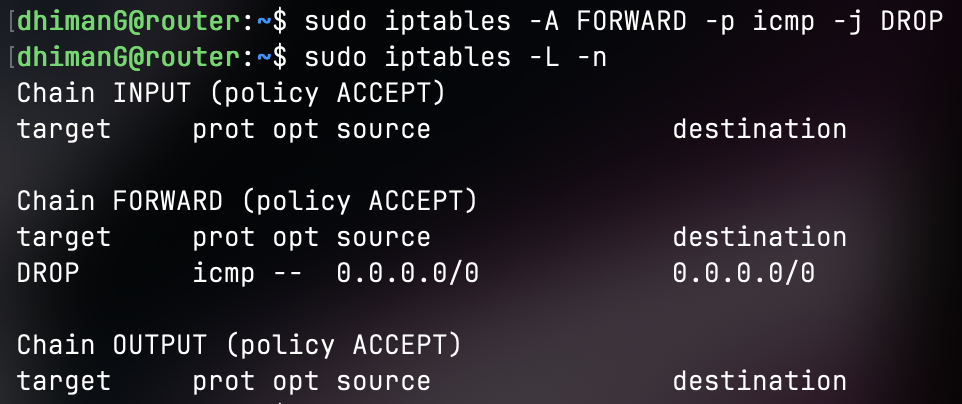 [dhimanG@router:~$ sudo iptables -A FORWARD -p icmp -j DROP
[dhimanG@router:~$ sudo iptables -L -n
Chain INPUT (policy ACCEPT)
target     prot opt source               destination

Chain FORWARD (policy ACCEPT)
target     prot opt source               destination
DROP       icmp --  0.0.0.0/0            0.0.0.0/0

Chain OUTPUT (policy ACCEPT)
target     prot opt source               destination